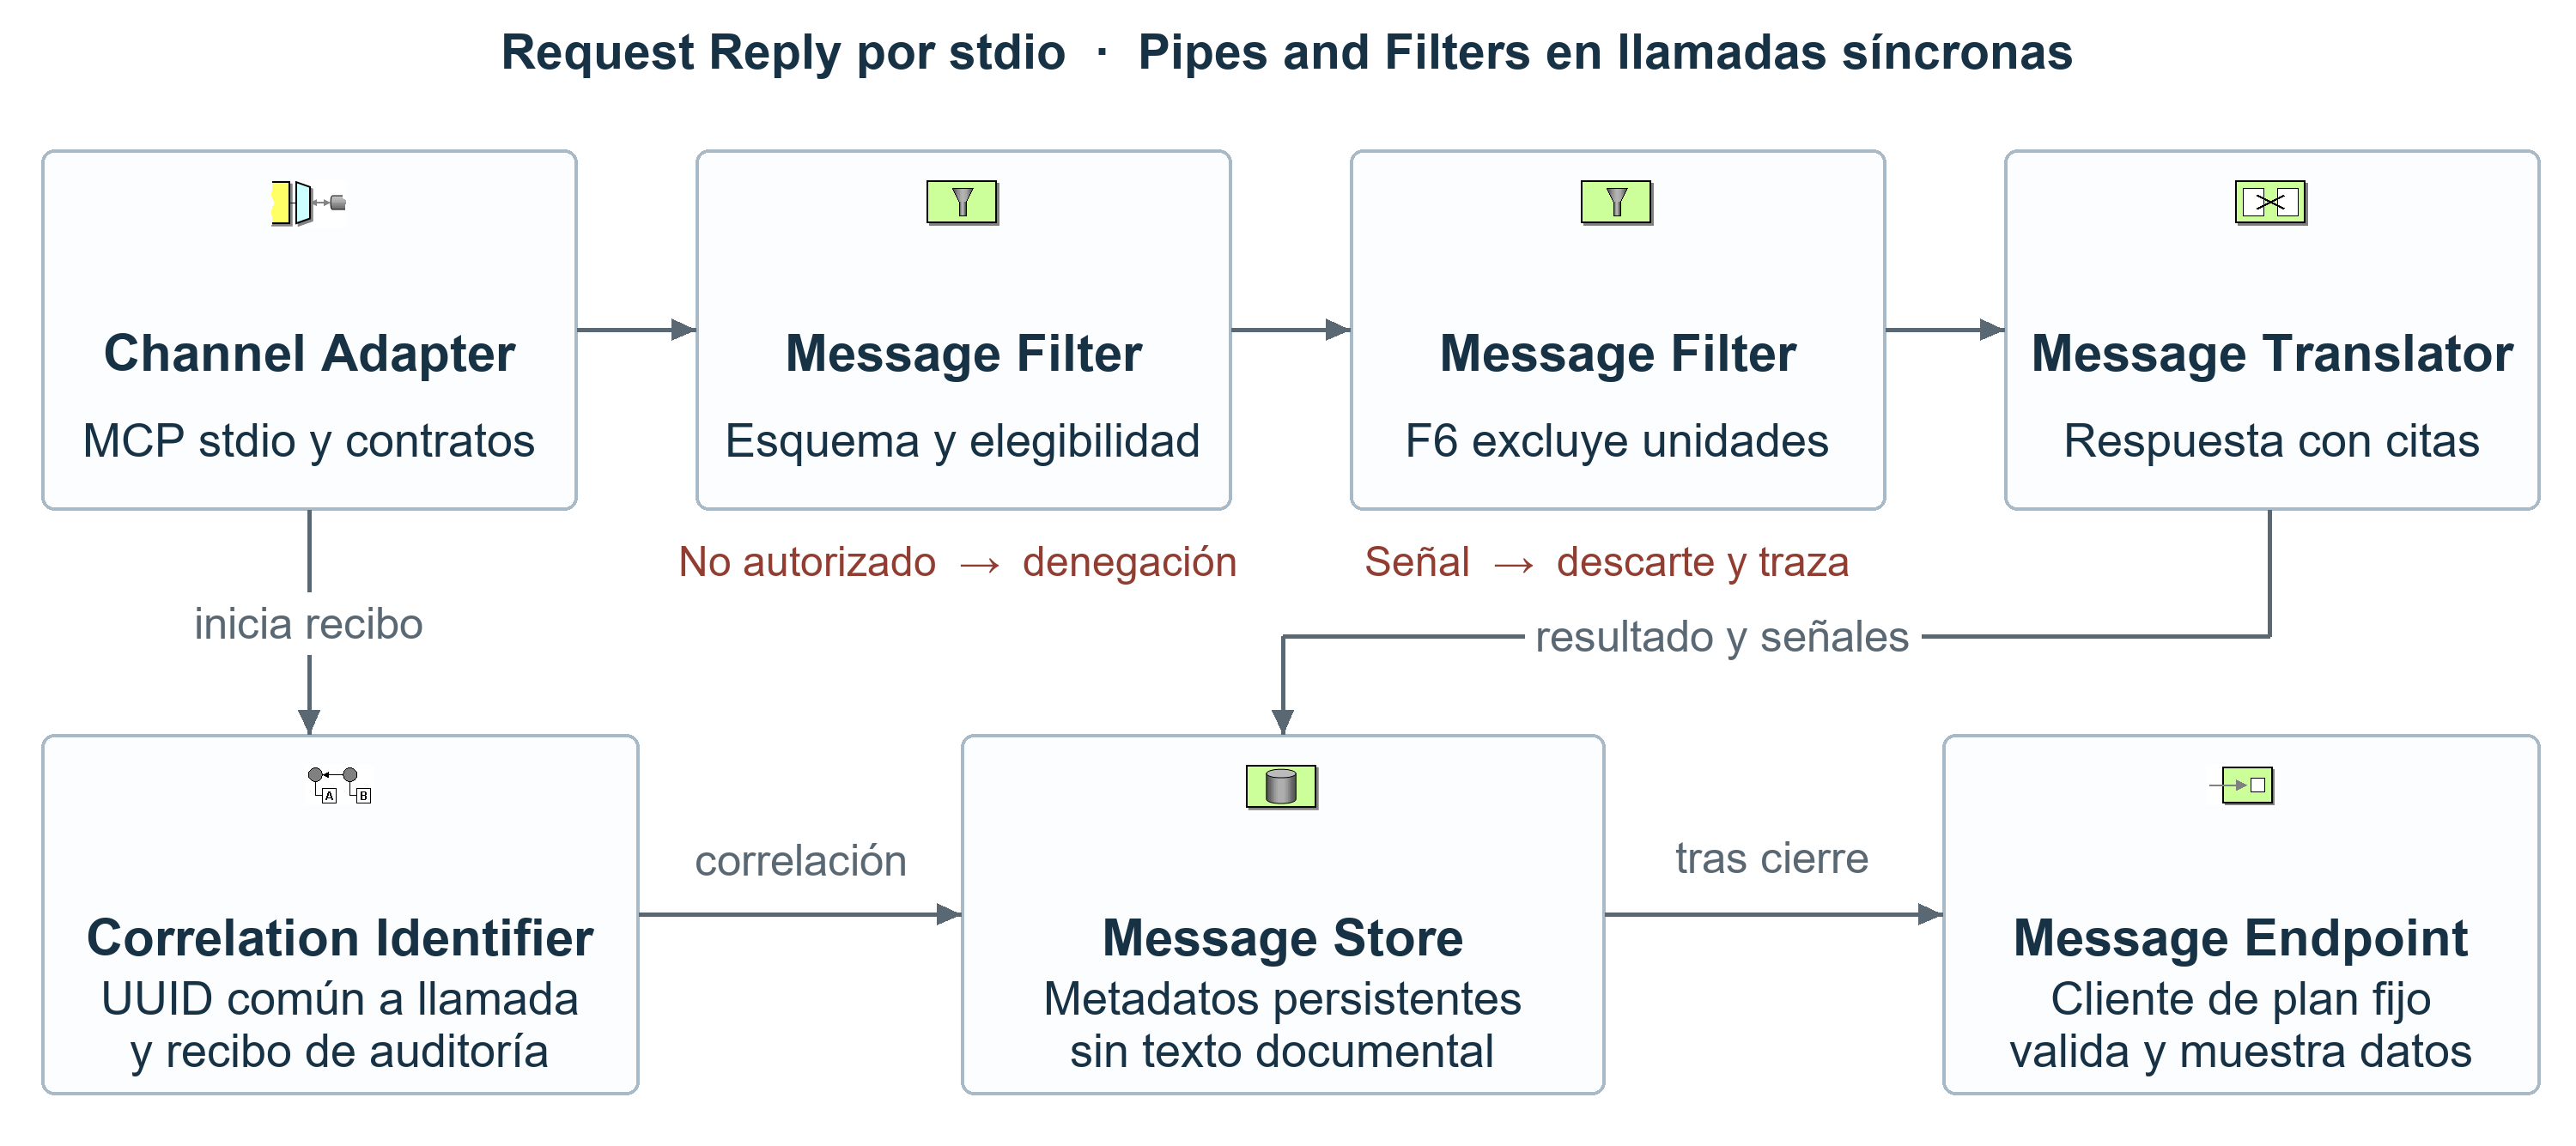 Request Reply por stdio · Pipes and Filters en llamadas síncronas
Channel Adapter
MCP stdio y contratos
Message Filter
Esquema y elegibilidad
Message Filter
F6 excluye unidades
Message Translator
Respuesta con citas
No autorizado → denegación
Señal → descarte y traza
inicia recibo
resultado y señales
A B
Correlation Identifier
UUID común a llamada
y recibo de auditoría
correlación
Message Store
Metadatos persistentes
sin texto documental
tras cierre
Message Endpoint
Cliente de plan fijo
valida y muestra datos